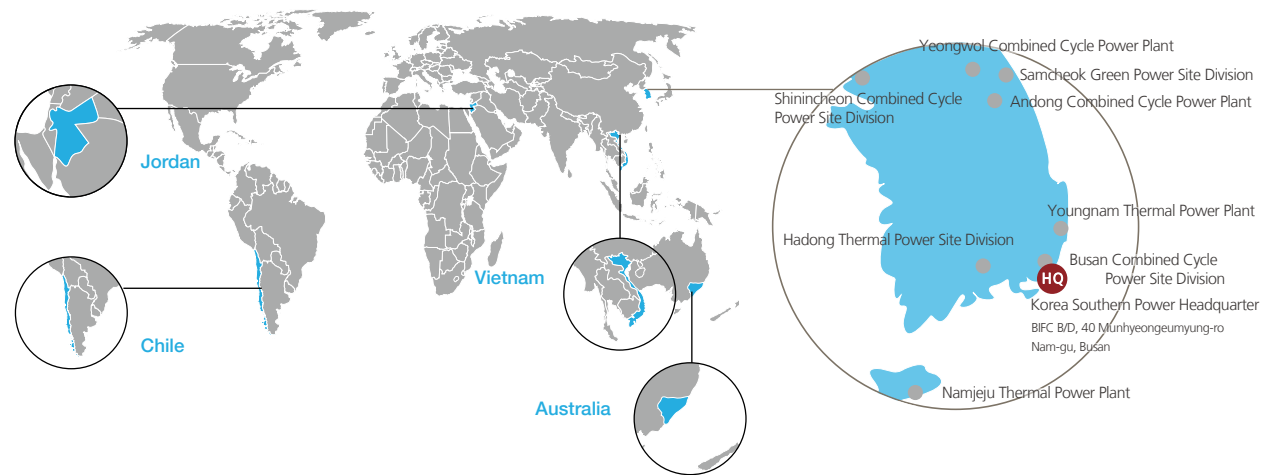 Yeongwol Combined Cycle Power Plant
Samcheok Green Power Site Division
Shinincheon Combined Cycle
Power Site Division
Andong Combined Cycle Power Plant
Jordan
Youngnam Thermal Power Plant
Hadong Thermal Power Site Division
Busan Combined Cycle
Power Site Division
HQ
Korea Southern Power Headquarter
BIFC B/D, 40 Munhyeongeumyung-ro
Nam-gu, Busan
Vietnam
Chile
Namjeju Thermal Power Plant
Australia